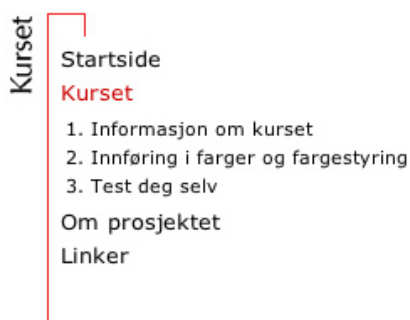 Kurset
Startside
Kurset
1. Informasjon om kurset
2. Innføring i farger og fargestyring
3. Test deg selv
Om prosjektet
Linker